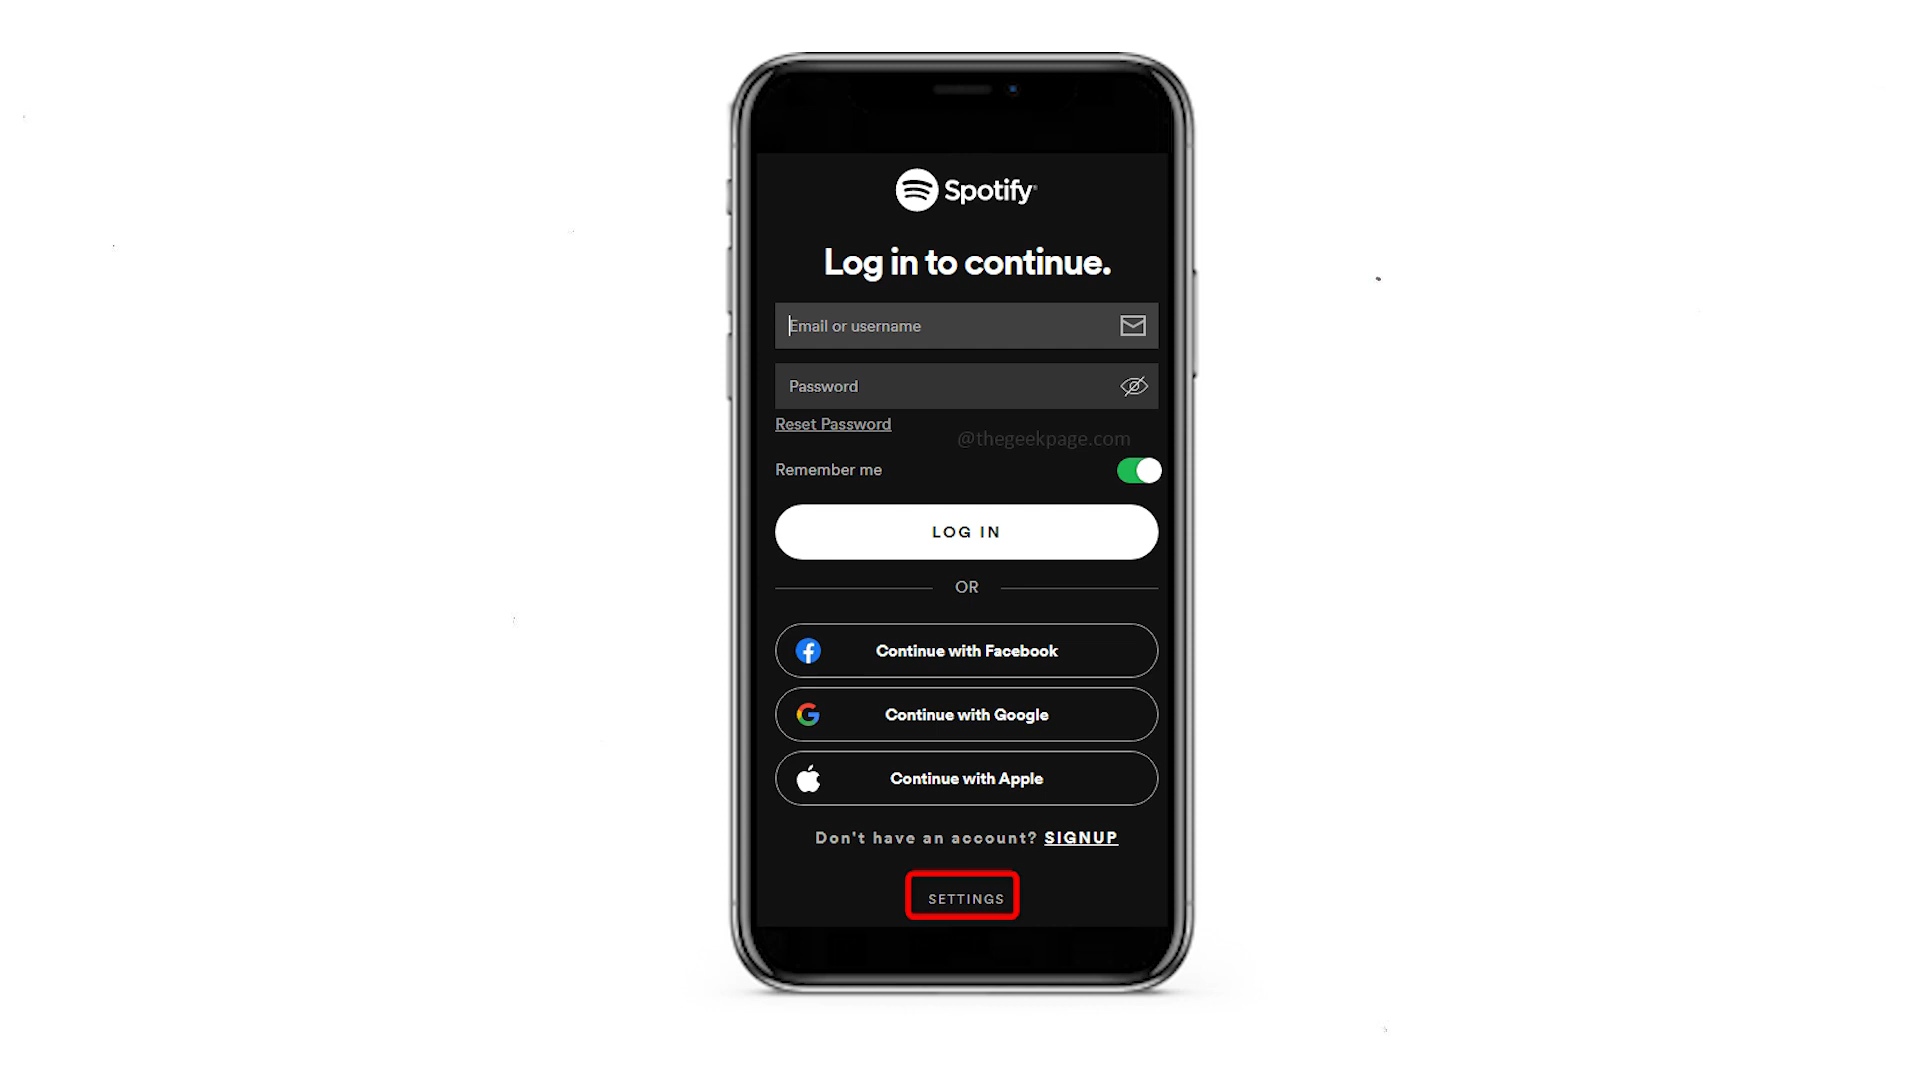 Spotify
Log in to continue.
Email or username
Password
Reset Password
@thegeekpage.com
Remember me
LOG IN
OR
Continue with Facebook
Continue with Google
Continue with Apple
Don't have an account? SIGNUP
SETTINGS